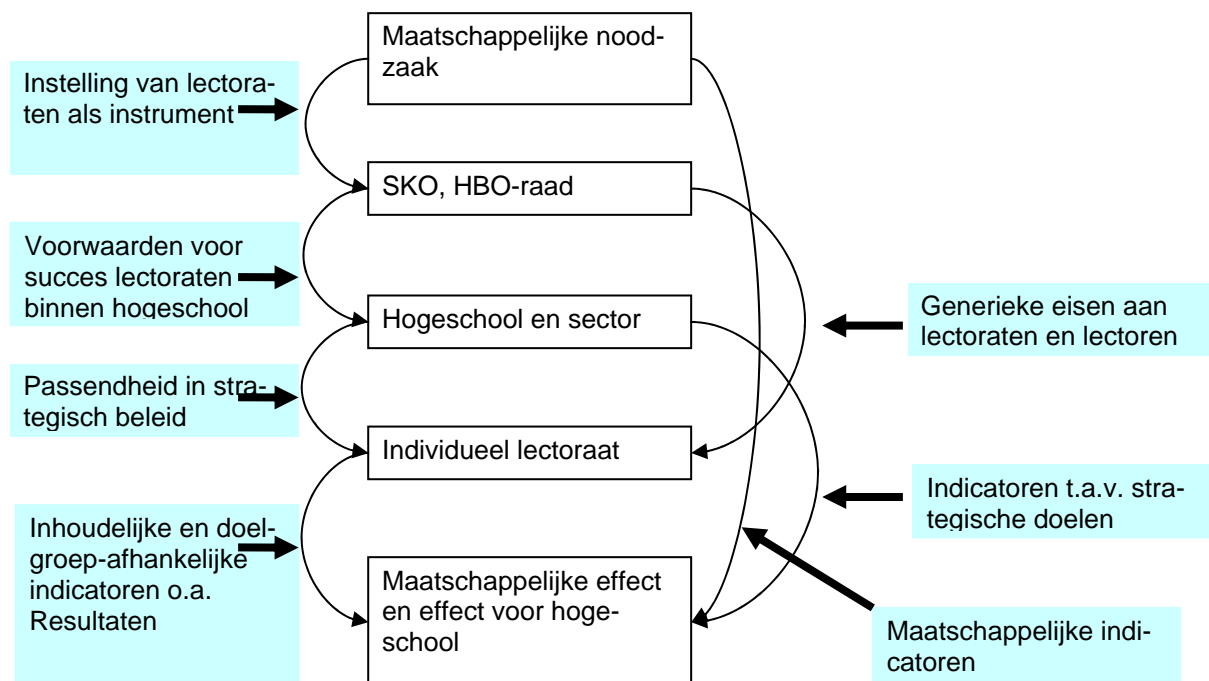 Maatschappelijke nood-
zaak
Instelling van lectora-
ten als instrument
SKO, HBO-raad
Voorwaarden voor
succes lectoraten
binnen hogeschool
Hogeschool en sector
Generieke eisen aan
lectoraten en lectoren
Passendheid in stra-
tegisch beleid
Individueel lectoraat
Indicatoren t.a.v. stra-
tegische doelen
Inhoudelijke en doel-
groep-afhankelijke
indicatoren o.a.
Resultaten
Maatschappelijke effect
en effect voor hoge-
school
Maatschappelijke indi-
catoren